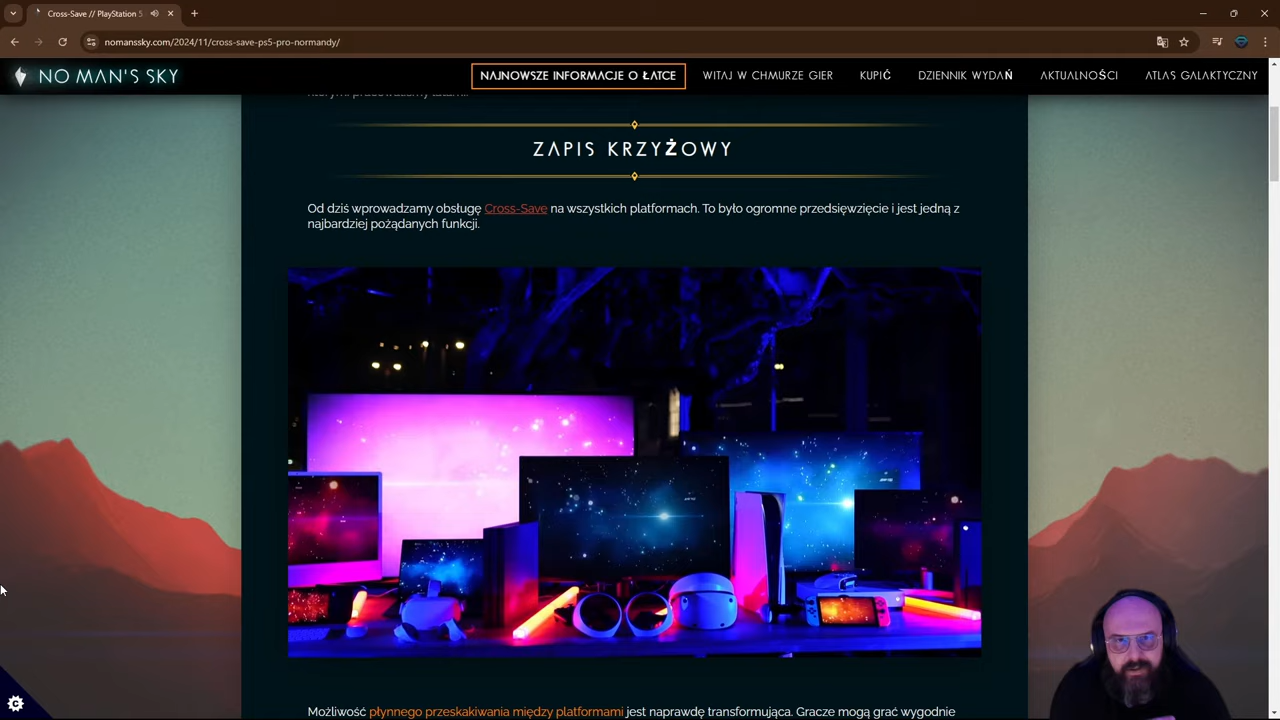 Cross-Save // PlayStation 5
nomanssky.com/2024/11/cross-save-ps5-pro-normandy/
NO MAN'S SKY
NAJNOWSZE INFORMACJE O ŁATCE
WITAJ W CHMURZE GIER
KUPIĆ
DZIENNIK WYDAŃ
AKTUALNOŚCI
ATLAS GALAKTYCZNY
ZAPIS KRZYŻOWY
Od dziś wprowadzamy obsługę Cross-Save na wszystkich platformach. To było ogromne przedsięwzięcie i jest jedną z
najbardziej pożądanych funkcji.
Możliwość płynnego przeskakiwania między platformami jest naprawdę transformująca. Gracze mogą grać wygodnie